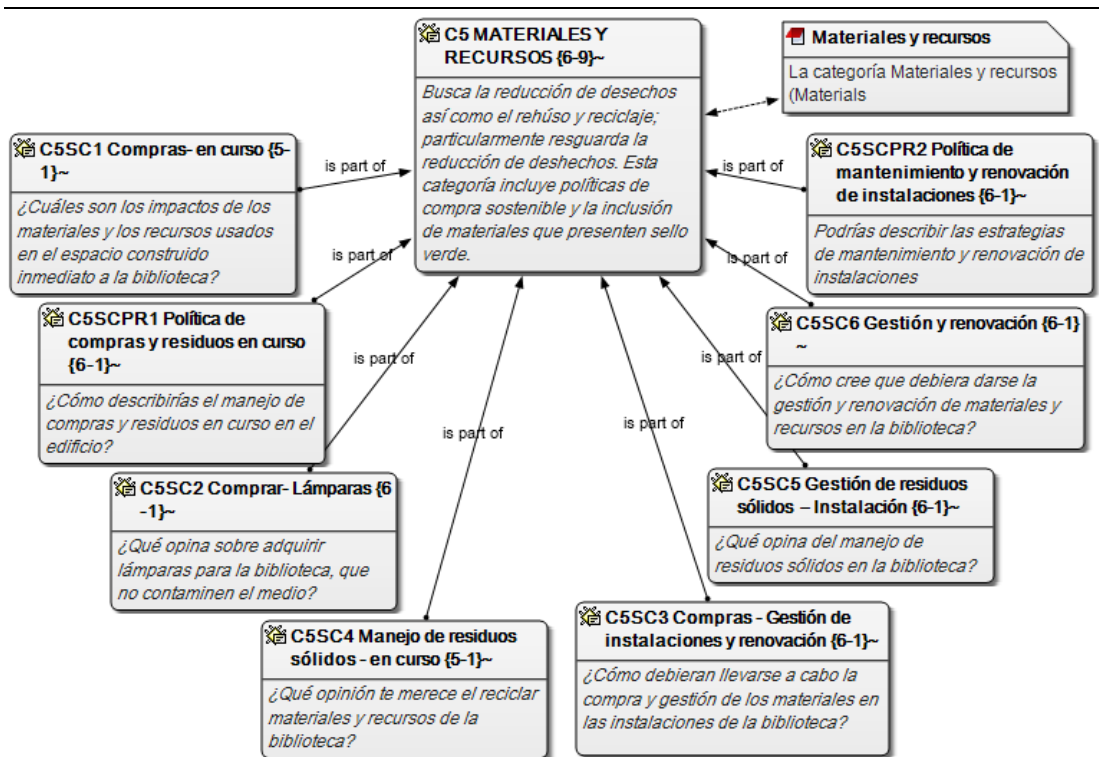 C5 MATERIALES Y
RECURSOS {6-9}~
Busca la reducción de desechos
así como el rehúso y reciclaje;
particularmente resguarda la
reducción de deshechos. Esta
categoría incluye políticas de
compra sostenible y la inclusión
de materiales que presenten sello
verde.
Materiales y recursos
La categoría Materiales y recursos
(Materials
C5SC1 Compras- en curso {5-
1}~
¿Cuáles son los impactos de los
materiales y los recursos usados
en el espacio construido
inmediato a la biblioteca?
is part of
C5SCPR2 Política de
mantenimiento y renovación
de instalaciones {6-1}~
Podrías describir las estrategias
de mantenimiento y renovación de
instalaciones
is part of
C5SCPR1 Política de
compras y residuos en curso
{6-1}~
¿Cómo describirías el manejo de
compras y residuos en curso en el
edificio?
is part of
C5SC6 Gestión y renovación {6-1}
~
¿Cómo cree que debiera darse la
gestión y renovación de materiales y
recursos en la biblioteca?
is part of
C5SC2 Comprar- Lámparas {6
-1}~
¿Qué opina sobre adquirir
lámparas para la biblioteca, que
no contaminen el medio?
is part of
C5SC5 Gestión de residuos
sólidos – Instalación {6-1}~
¿Qué opina del manejo de
residuos sólidos en la biblioteca?
is part of
C5SC4 Manejo de residuos
sólidos - en curso {5-1}~
¿Qué opinión te merece el reciclar
materiales y recursos de la
biblioteca?
is part of
C5SC3 Compras - Gestión de
instalaciones y renovación {6-1}~
¿Cómo debieran llevarse a cabo la
compra y gestión de los materiales en
las instalaciones de la biblioteca?
is part of